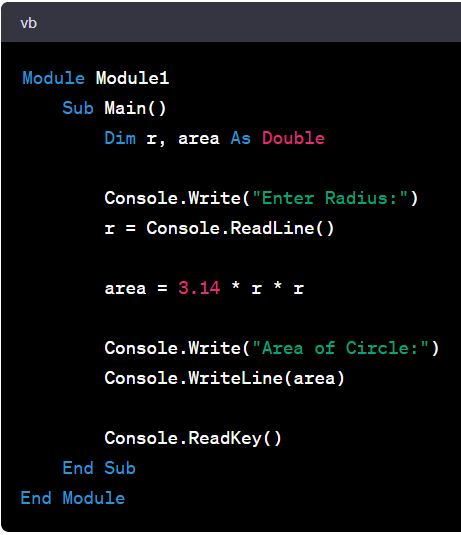 vb
Module Module1
Sub Main()
Dim r, area As Double
Console.Write("Enter Radius:")
r = Console.ReadLine()
area = 3.14 * r * r
Console.Write("Area of Circle:")
Console.WriteLine(area)
Console.ReadKey()
End Sub
End Module